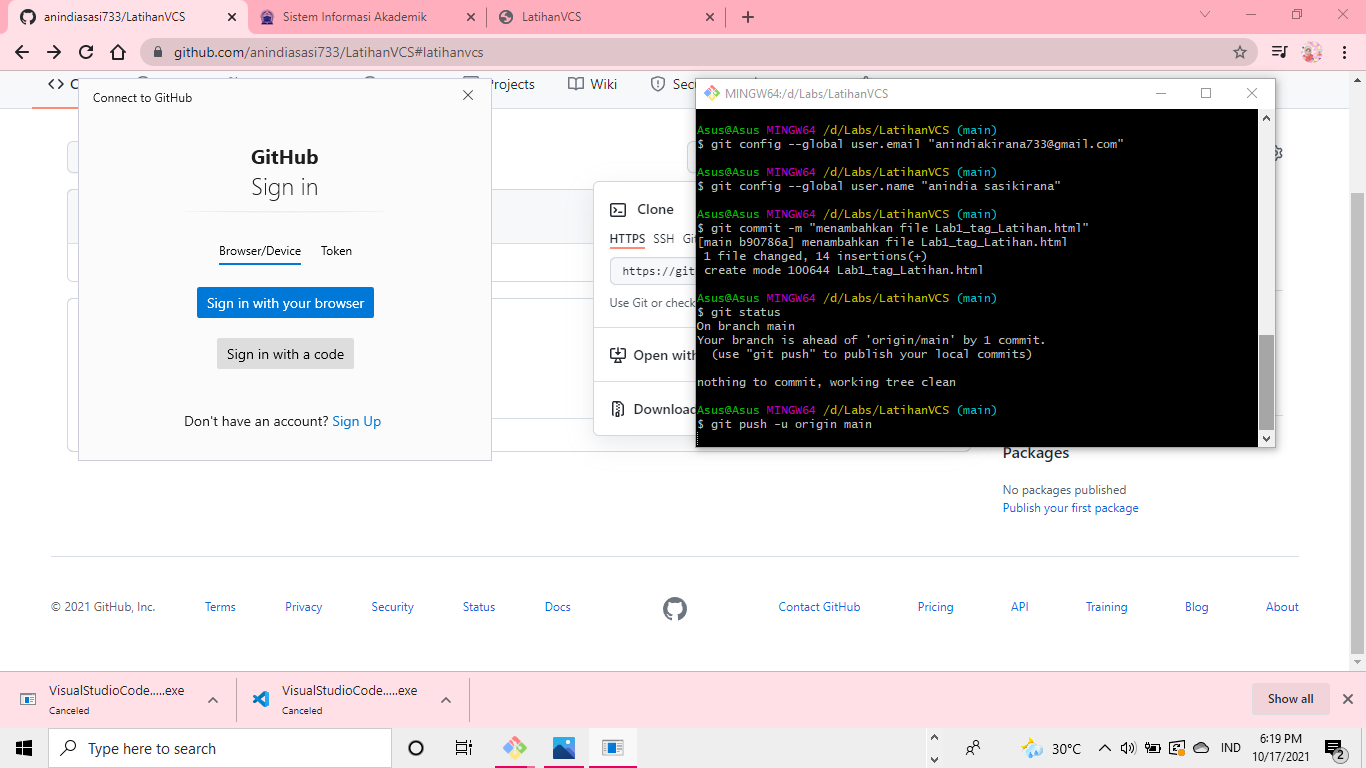 anindiasasi733/LatihanVCS
Sistem Informasi Akademik
LatihanVCS
github.com/anindiasasi733/LatihanVCS#latihanvcs
Projects
Wiki
Connect to GitHub
GitHub
Sign in
Browser/Device Token
Sign in with your browser
Sign in with a code
Don't have an account? Sign Up
Clone
HTTPS SSH
https://git
Use Git or check
Open with
Download
MINGW64:/d/Labs/LatihanVCS
Asus@Asus MINGW64 /d/Labs/LatihanVCS (main)
$ git config --global user.email "anindiakirana733@gmail.com"
Asus@Asus MINGW64 /d/Labs/LatihanVCS (main)
$ git config --global user.name "anindia sasikirana"
Asus@Asus MINGW64 /d/Labs/LatihanVCS (main)
$ git commit -m "menambahkan file Lab1_tag_Latihan.html"
[main b90786a] menambahkan file Lab1_tag_Latihan.html
1 file changed, 14 insertions(+)
create mode 100644 Lab1_tag_Latihan.html
Asus@Asus MINGW64 /d/Labs/LatihanVCS (main)
$ git status
On branch main
Your branch is ahead of 'origin/main' by 1 commit.
(use "git push" to publish your local commits)
nothing to commit, working tree clean
Asus@Asus MINGW64 /d/Labs/LatihanVCS (main)
$ git push -u origin main
Packages
No packages published
Publish your first package
© 2021 GitHub, Inc. Terms Privacy Security Status Docs Contact GitHub Pricing API Training Blog About
VisualStudioCode.....exe
Canceled
VisualStudioCode.....exe
Canceled
Show all
Type here to search
30°C
IND
6:19 PM
10/17/2021
2